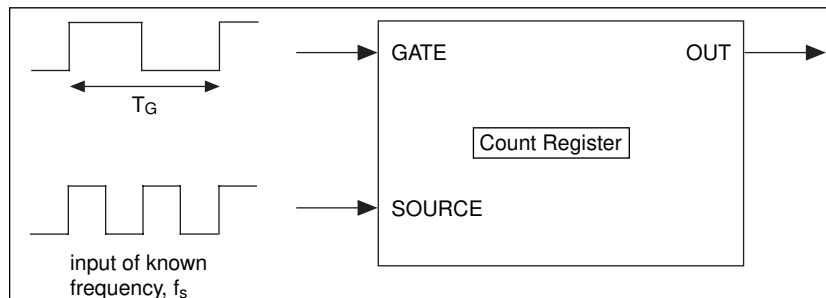 GATE
OUT
T_G
Count Register
SOURCE
input of known
frequency, f_s